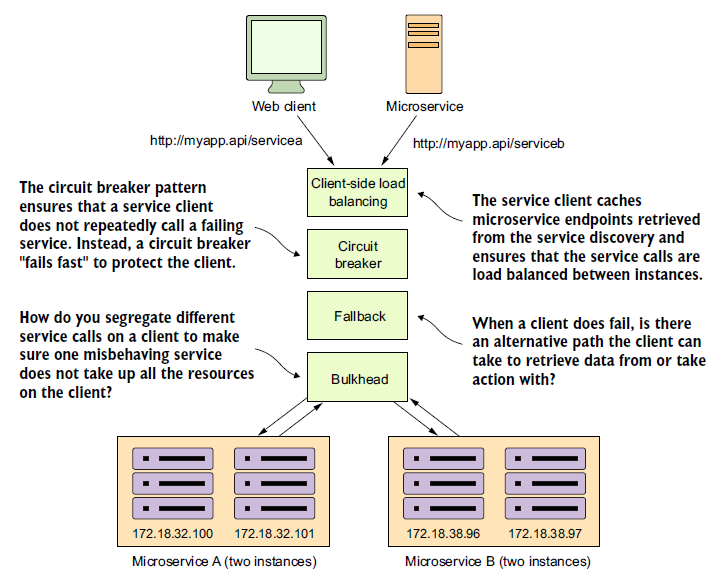 Web client
Microservice
http://myapp.api/servicea
http://myapp.api/serviceb
Client-side load
balancing
The circuit breaker pattern
ensures that a service client
does not repeatedly call a failing
service. Instead, a circuit breaker
"fails fast" to protect the client.
The service client caches
microservice endpoints retrieved
from the service discovery and
ensures that the service calls are
load balanced between instances.
Circuit
breaker
Fallback
How do you segregate different
service calls on a client to make
sure one misbehaving service
does not take up all the resources
on the client?
When a client does fail, is there
an alternative path the client can
take to retrieve data from or take
action with?
Bulkhead
172.18.32.100
172.18.32.101
172.18.38.96
172.18.38.97
Microservice A (two instances)
Microservice B (two instances)